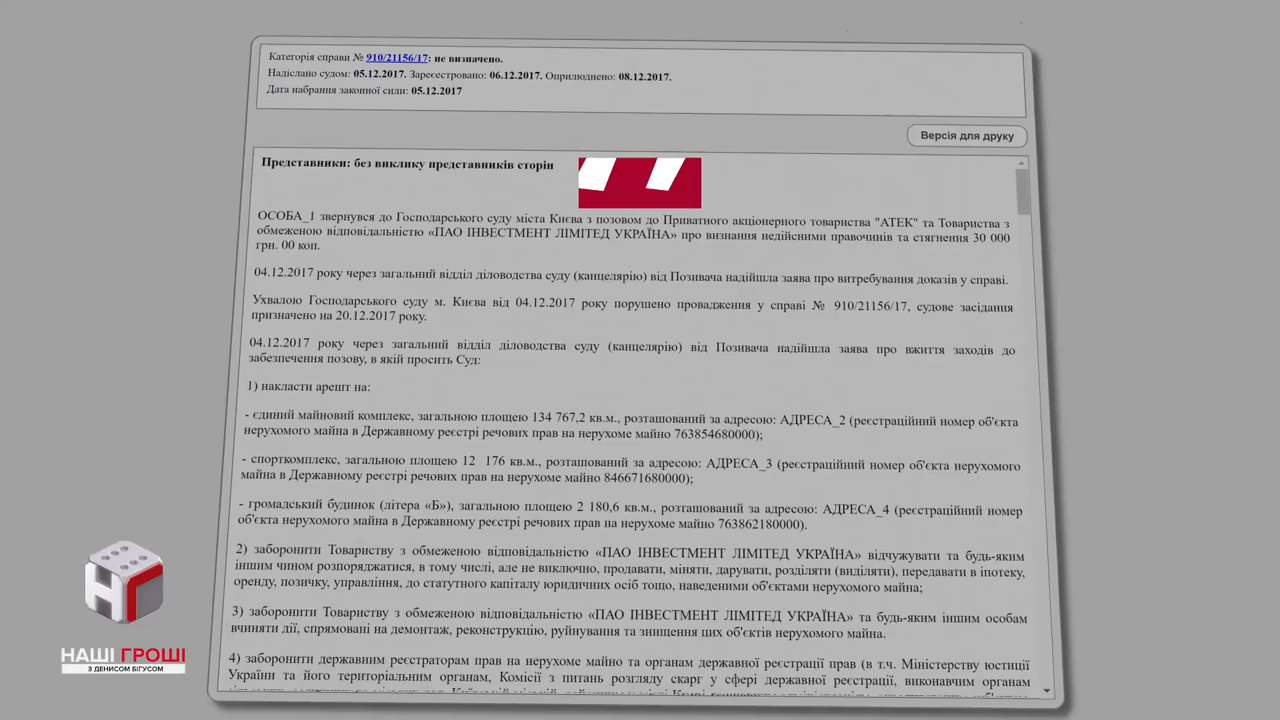 Категорія справи № 910/21156/17: не визначено.
Надіслано судом: 05.12.2017. Зареєстровано: 06.12.2017. Оприлюднено: 08.12.2017.
Дата набрання законної сили: 05.12.2017
Версія для друку
Представники: без виклику представників сторін
ОСОБА_1 звернувся до Господарського суду міста Києва з позовом до Приватного акціонерного товариства "АТЕК" та Товариства з
обмеженою відповідальністю «ПАО ІНВЕСТМЕНТ ЛІМІТЕД УКРАЇНА» про визнання недійсними правочинів та стягнення 30 000
грн. 00 коп.
04.12.2017 року через загальний відділ діловодства суду (канцелярію) від Позивача надійшла заява про витребування доказів у справі.
Ухвалою Господарського суду м. Києва від 04.12.2017 року порушено провадження у справі № 910/21156/17, судове засідання
призначено на 20.12.2017 року.
04.12.2017 року через загальний відділ діловодства суду (канцелярію) від Позивача надійшла заява про вжиття заходів до
забезпечення позову, в якій просить Суд:
1) накласти арешт на:
- єдиний майновий комплекс, загальною площею 134 767,2 кв.м., розташований за адресою: АДРЕСА_2 (реєстраційний номер об'єкта
нерухомого майна в Державному реєстрі речових прав на нерухоме майно 763854680000);
- спорткомплекс, загальною площею 12 176 кв.м., розташований за адресою: АДРЕСА_3 (реєстраційний номер об'єкта нерухомого
майна в Державному реєстрі речових прав на нерухоме майно 846671680000);
- громадський будинок (літера «Б»), загальною площею 2 180,6 кв.м., розташований за адресою: АДРЕСА_4 (реєстраційний номер
об'єкта нерухомого майна в Державному реєстрі речових прав на нерухоме майно 763862180000).
2) заборонити Товариству з обмеженою відповідальністю «ПАО ІНВЕСТМЕНТ ЛІМІТЕД УКРАЇНА» відчужувати та будь-яким
іншим чином розпоряджатися, в тому числі, але не виключно, продавати, міняти, дарувати, розділяти (виділяти), передавати в іпотеку,
оренду, позичку, управління, до статутного капіталу юридичних осіб тощо, наведеними об'єктами нерухомого майна;
3) заборонити Товариству з обмеженою відповідальністю «ПАО ІНВЕСТМЕНТ ЛІМІТЕД УКРАЇНА» та будь-яким іншим особам
вчиняти дії, спрямовані на демонтаж, реконструкцію, руйнування та знищення цих об'єктів нерухомого майна.
4) заборонити державним реєстраторам прав на нерухоме майно та органам державної реєстрації прав (в т.ч. Міністерству юстиції
України та його територіальним органам, Комісії з питань розгляду скарг у сфері державної реєстрації, виконавчим органам
НАШІ ГРОШІ
З ДЕНИСОМ БІГУСОМ